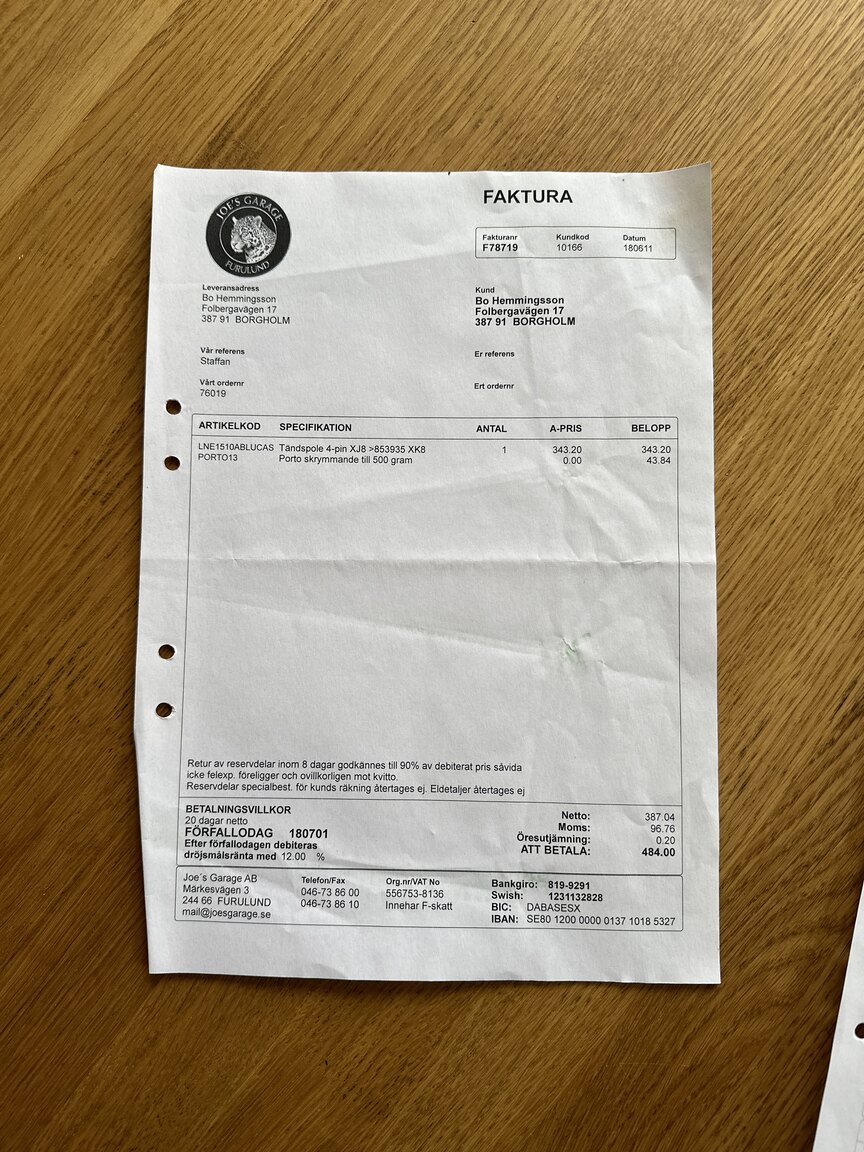 FAKTURA
JOE'S GARAGE
FURULUND
Fakturanr Kundkod Datum
F78719 10166 180611
Leveransadress
Bo Hemmingsson
Folbergavägen 17
387 91 BORGHOLM
Kund
Bo Hemmingsson
Folbergavägen 17
387 91 BORGHOLM
Vår referens
Staffan
Er referens
Vårt ordernr
76019
Ert ordernr
ARTIKELKOD SPECIFIKATION ANTAL A-PRIS BELOPP
LNE1510ABLUCAS Tändspole 4-pin XJ8 >853935 XK8 1 343.20 343.20
PORTO13 Porto skrymmande till 500 gram 0.00 43.84
Retur av reservdelar inom 8 dagar godkännes till 90% av debiterat pris såvida
icke felexp. föreligger och ovillkorligen mot kvitto.
Reservdelar specialbest. för kunds räkning återtages ej. Eldetaljer återtages ej
BETALNINGSVILLKOR
20 dagar netto
FÖRFALLODAG 180701
Efter förfallodagen debiteras
dröjsmålsränta med 12.00 %
Netto: 387.04
Moms: 96.76
Öresutjämning: 0.20
ATT BETALA: 484.00
Joe´s Garage AB
Märkesvägen 3
244 66 FURULUND
mail@joesgarage.se
Telefon/Fax
046-73 86 00
046-73 86 10
Org.nr/VAT No
556753-8136
Innehar F-skatt
Bankgiro: 819-9291
Swish: 1231132828
BIC: DABASESX
IBAN: SE80 1200 0000 0137 1018 5327